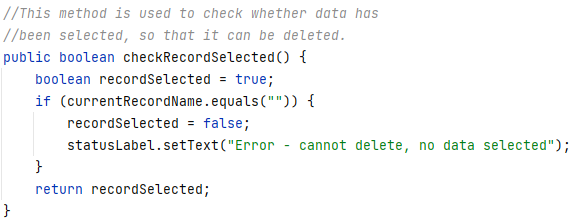 //This method is used to check whether data has
//been selected, so that it can be deleted.
public boolean checkRecordSelected() {
    boolean recordSelected = true;
    if (currentRecordName.equals("")) {
        recordSelected = false;
        statusLabel.setText("Error - cannot delete, no data selected");
    }
    return recordSelected;
}